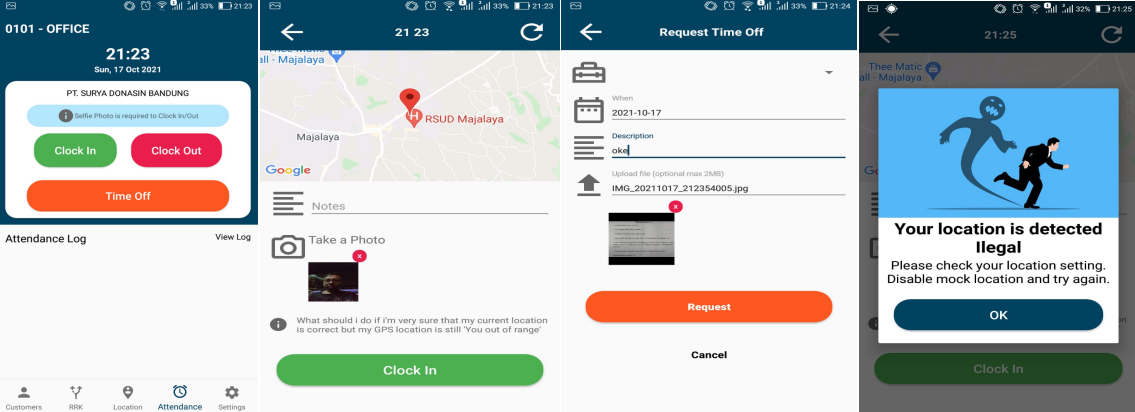 33% 21:23
0101 - OFFICE
21:23
Sun, 17 Oct 2021
PT. SURYA DONASIN BANDUNG
Selfie Photo is required to Clock In/Out
Clock In
Clock Out
Time Off
Attendance Log
View Log
Customers
RRK
Location
Attendance
Settings
33% 21:23
21 23
Thee Matic
all - Majalaya
RSUD Majalaya
Majalaya
Google
Notes
Take a Photo
x
What should i do if i'm very sure that my current location
is correct but my GPS location is still 'You out of range'
Clock In
33% 21:24
Request Time Off
When
2021-10-17
Description
oke
Upload file (optional max 2MB)
IMG_20211017_212354005.jpg
x
Request
Cancel
32% 21:25
21:25
Thee Matic
all - Majalaya
Go
Your location is detected
Ilegal
Please check your location setting.
Disable mock location and try again.
OK
Clock In